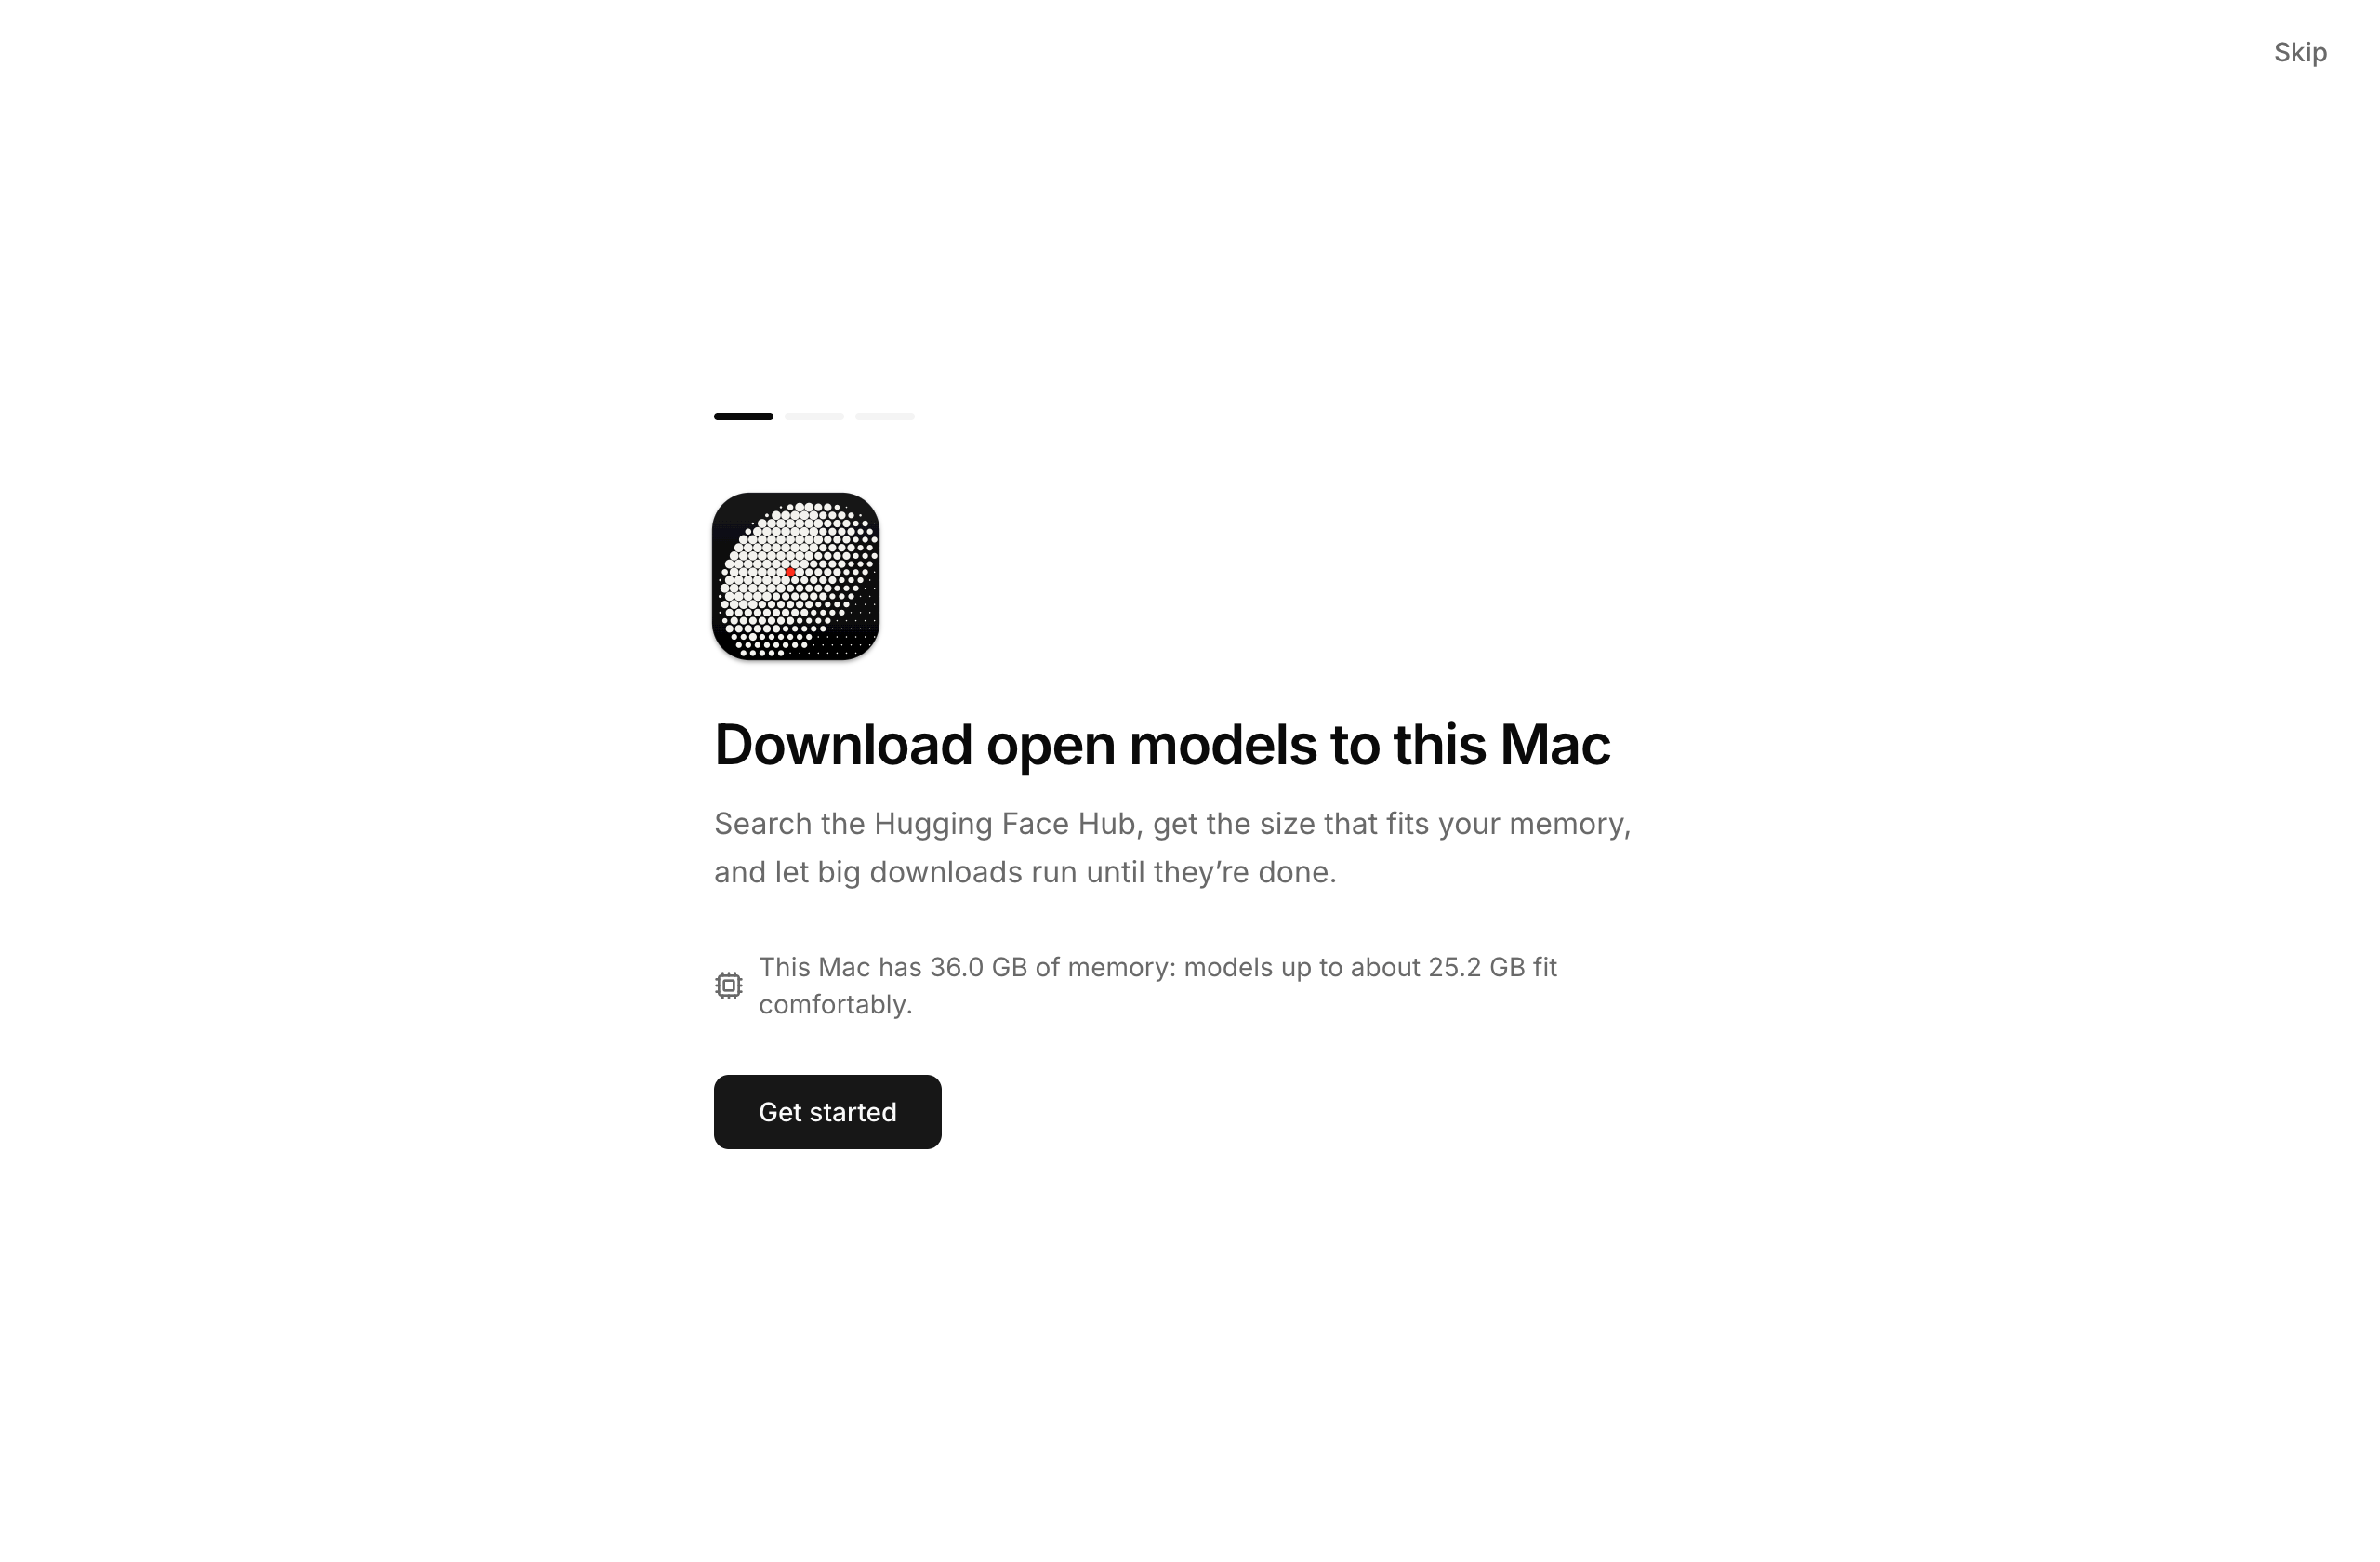 Skip
Download open models to this Mac
Search the Hugging Face Hub, get the size that fits your memory,
and let big downloads run until they’re done.
This Mac has 36.0 GB of memory: models up to about 25.2 GB fit
comfortably.
Get started